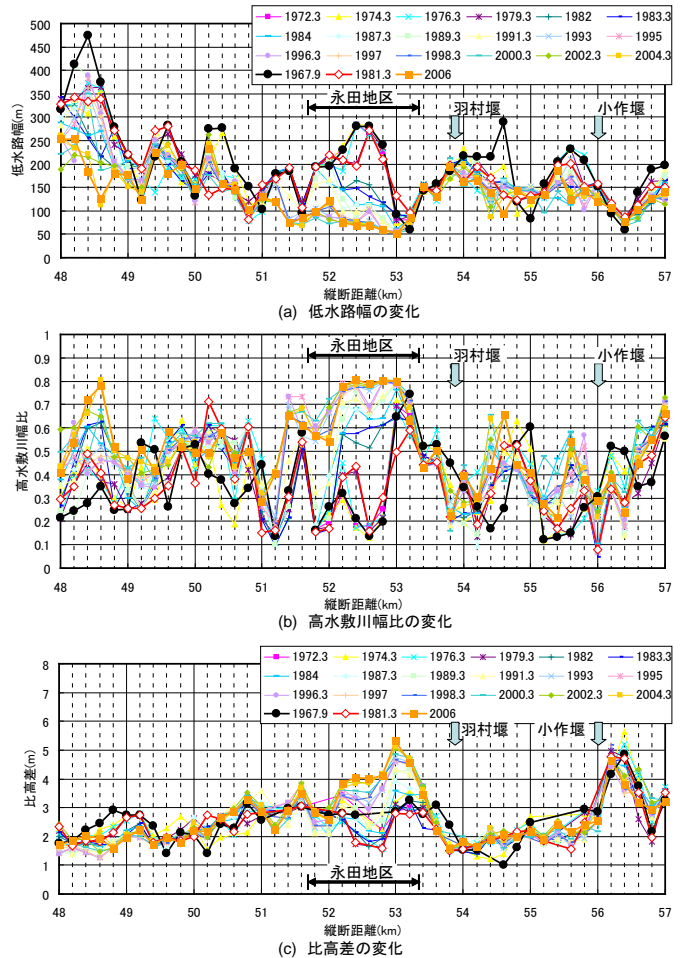 500
450
400
350
300
250
200
150
100
50
0
低水路幅(m)
1972.3 1974.3 1976.3 1979.3 1982 1983.3
1984 1987.3 1989.3 1991.3 1993 1995
1996.3 1997 1998.3 2000.3 2002.3 2004.3
1967.9 1981.3 2006
永田地区
羽村堰
小作堰
48 49 50 51 52 53 54 55 56 57
縦断距離(km)
(a) 低水路幅の変化
1
0.9
0.8
0.7
0.6
0.5
0.4
0.3
0.2
0.1
0
高水敷川幅比
永田地区
羽村堰
小作堰
48 49 50 51 52 53 54 55 56 57
縦断距離(km)
(b) 高水敷川幅比の変化
8
7
6
5
4
3
2
1
0
比高差(m)
1972.3 1974.3 1976.3 1979.3 1982 1983.3
1984 1987.3 1989.3 1991.3 1993 1995
1996.3 1997 1998.3 2000.3 2002.3 2004.3
1967.9 1981.3 2006
羽村堰
小作堰
永田地区
48 49 50 51 52 53 54 55 56 57
縦断距離(km)
(c) 比高差の変化